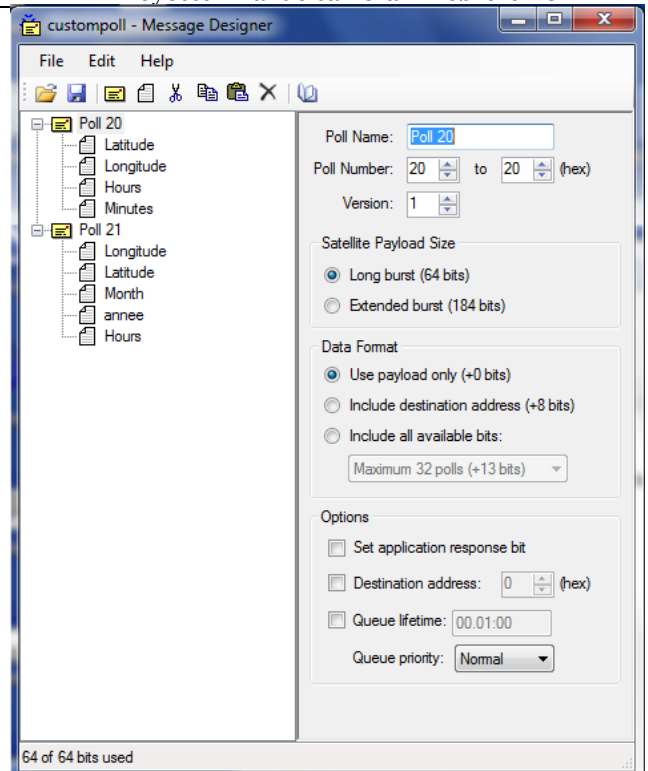 custompoll - Message Designer
File Edit Help
Poll 20
Latitude
Longitude
Hours
Minutes
Poll 21
Longitude
Latitude
Month
annee
Hours
Poll Name: Poll 20
Poll Number: 20 to 20 (hex)
Version: 1
Satellite Payload Size
Long burst (64 bits)
Extended burst (184 bits)
Data Format
Use payload only (+0 bits)
Include destination address (+8 bits)
Include all available bits:
Maximum 32 polls (+13 bits)
Options
Set application response bit
Destination address: 0 (hex)
Queue lifetime: 00.01:00
Queue priority: Normal
64 of 64 bits used